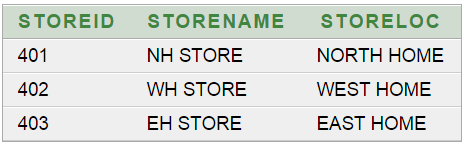 STOREID STORENAME STORELOC
401 NH STORE NORTH HOME
402 WH STORE WEST HOME
403 EH STORE EAST HOME